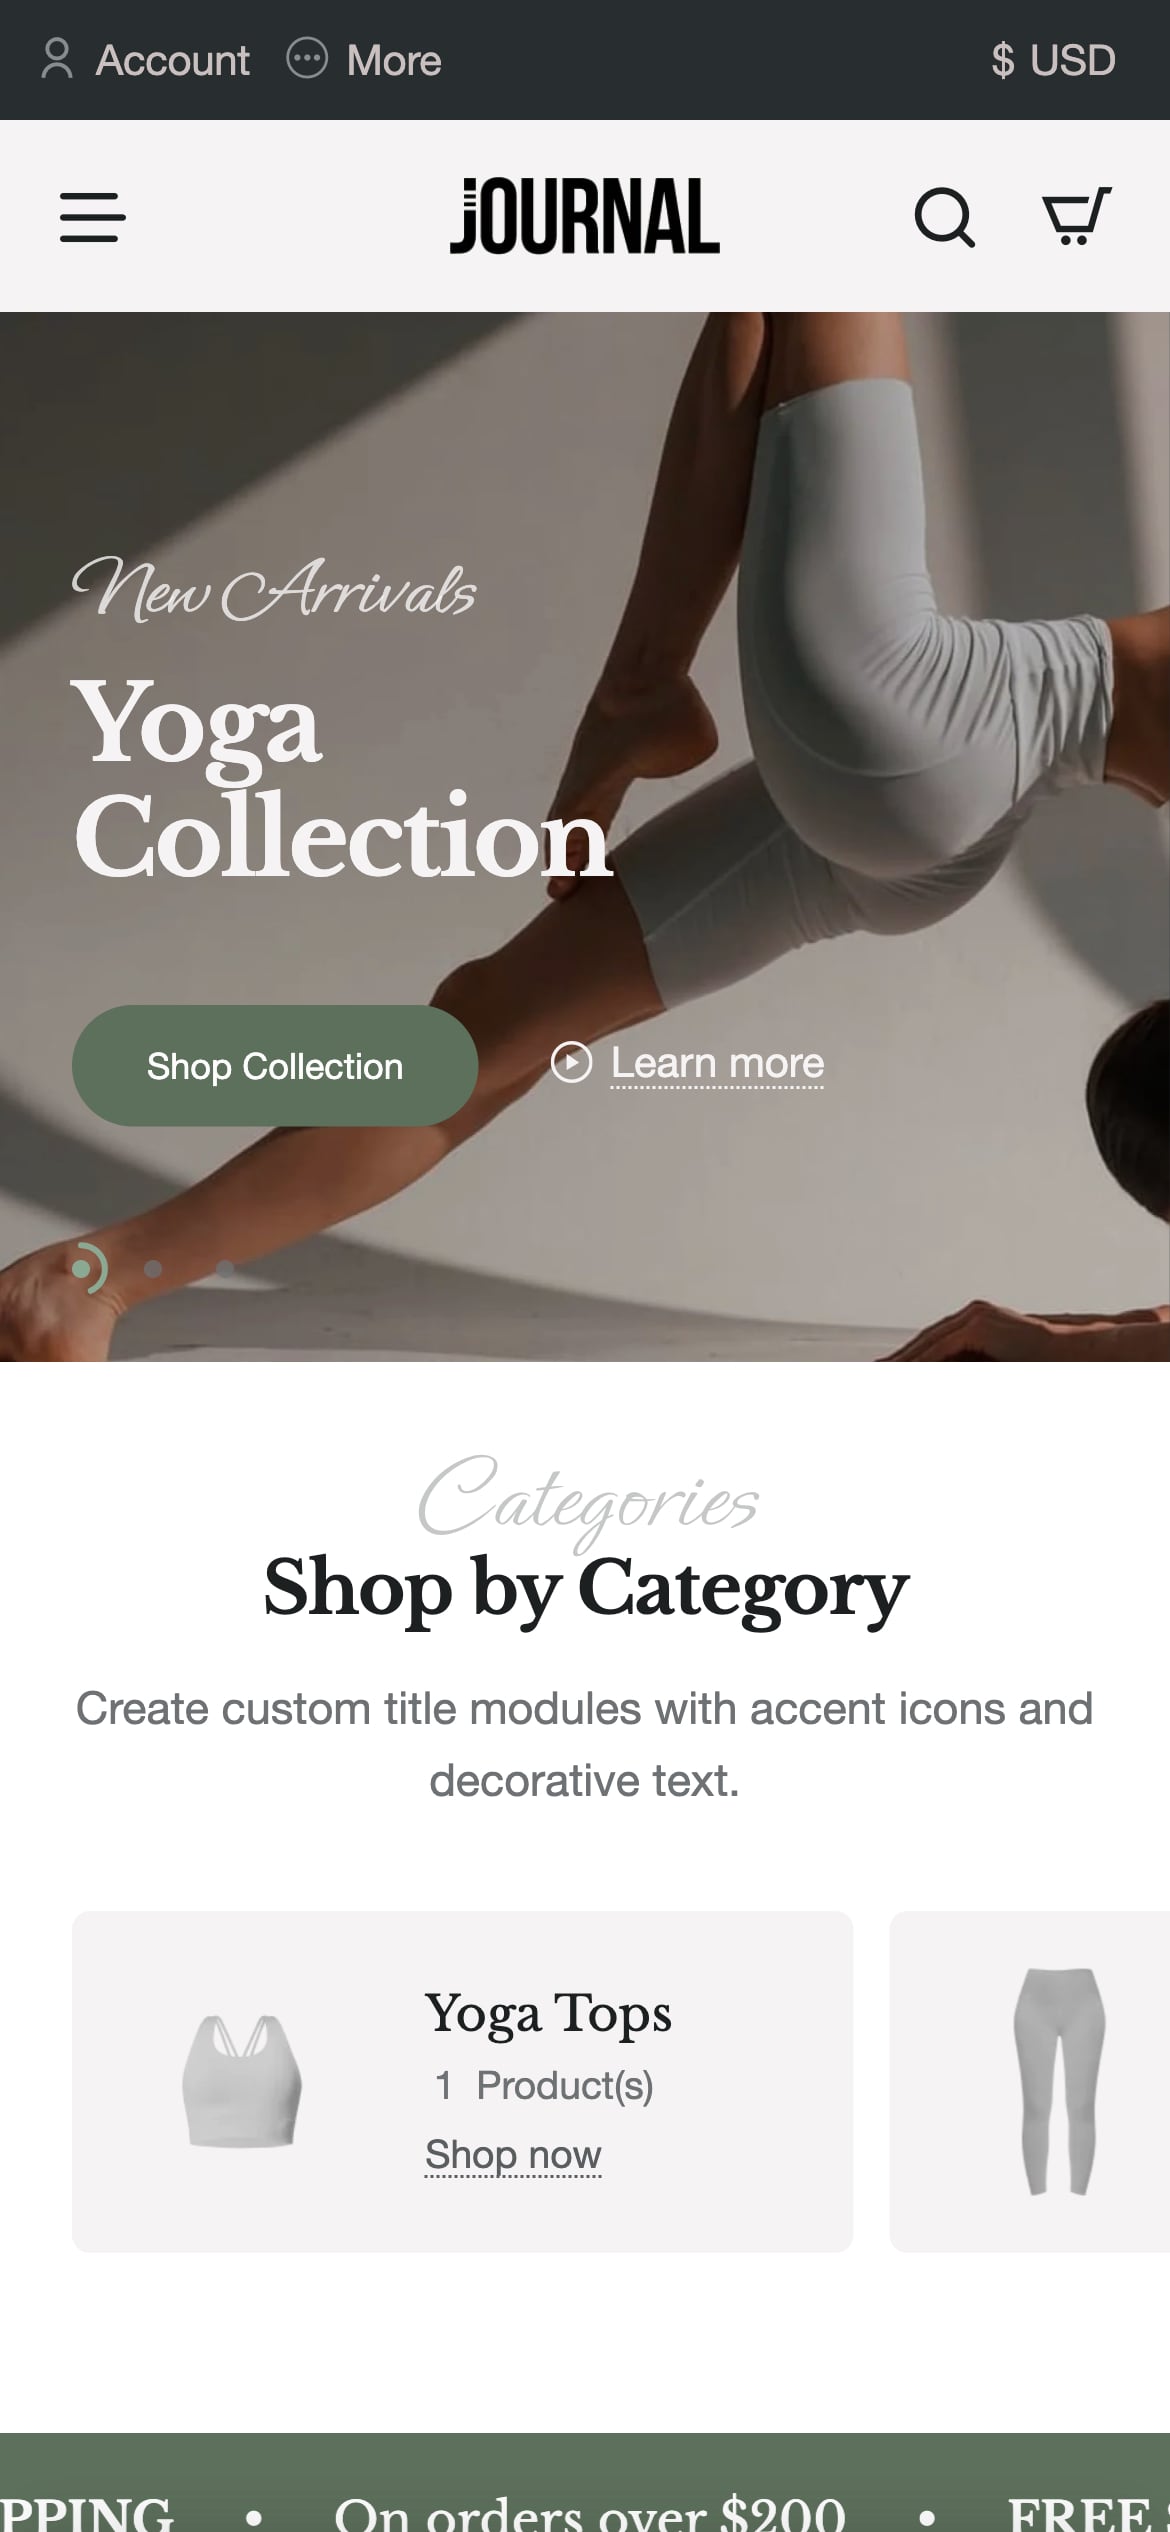 Account More $ USD
JOURNAL
New Arrivals
Yoga
Collection
Shop Collection Learn more
Categories
Shop by Category
Create custom title modules with accent icons and
decorative text.
Yoga Tops
1 Product(s)
Shop now
PPING • On orders over $200 • FREE